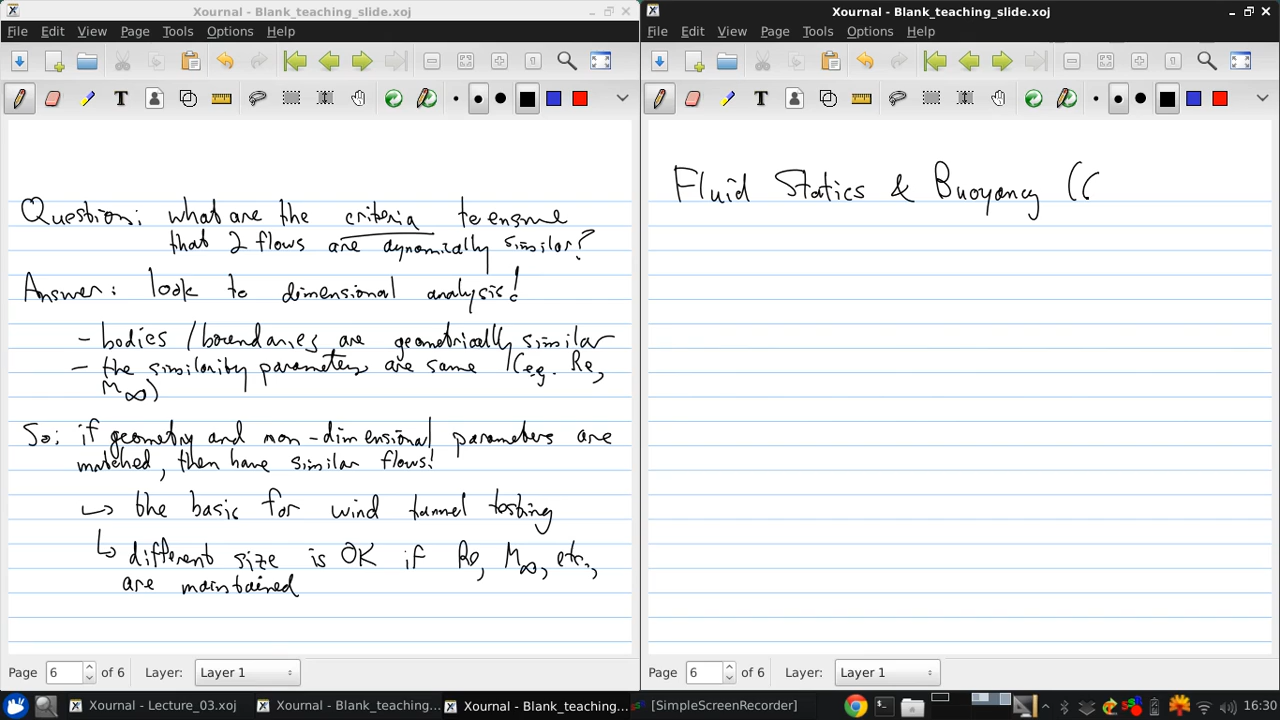 Xournal - Blank_teaching_slide.xoj
File Edit View Page Tools Options Help
Question: what are the criteria to ensure
that 2 flows are dynamically similar?
Answer: look to dimensional analysis!
- bodies/boundaries are geometrically similar
- the similarity parameters are same (e.g. Re,
M∞)
So: if geometry and non-dimensional parameters are
matched, then have similar flows!
↪ the basic for wind tunnel testing
↳ different size is OK if Re, M∞, etc.,
are maintained
Page 6 of 6 Layer: Layer 1
Xournal - Blank_teaching_slide.xoj
File Edit View Page Tools Options Help
Fluid Statics & Buoyancy ((
Page 6 of 6 Layer: Layer 1
Xournal - Lecture_03.xoj Xournal - Blank_teaching... Xournal - Blank_teaching... [SimpleScreenRecorder] 16:30